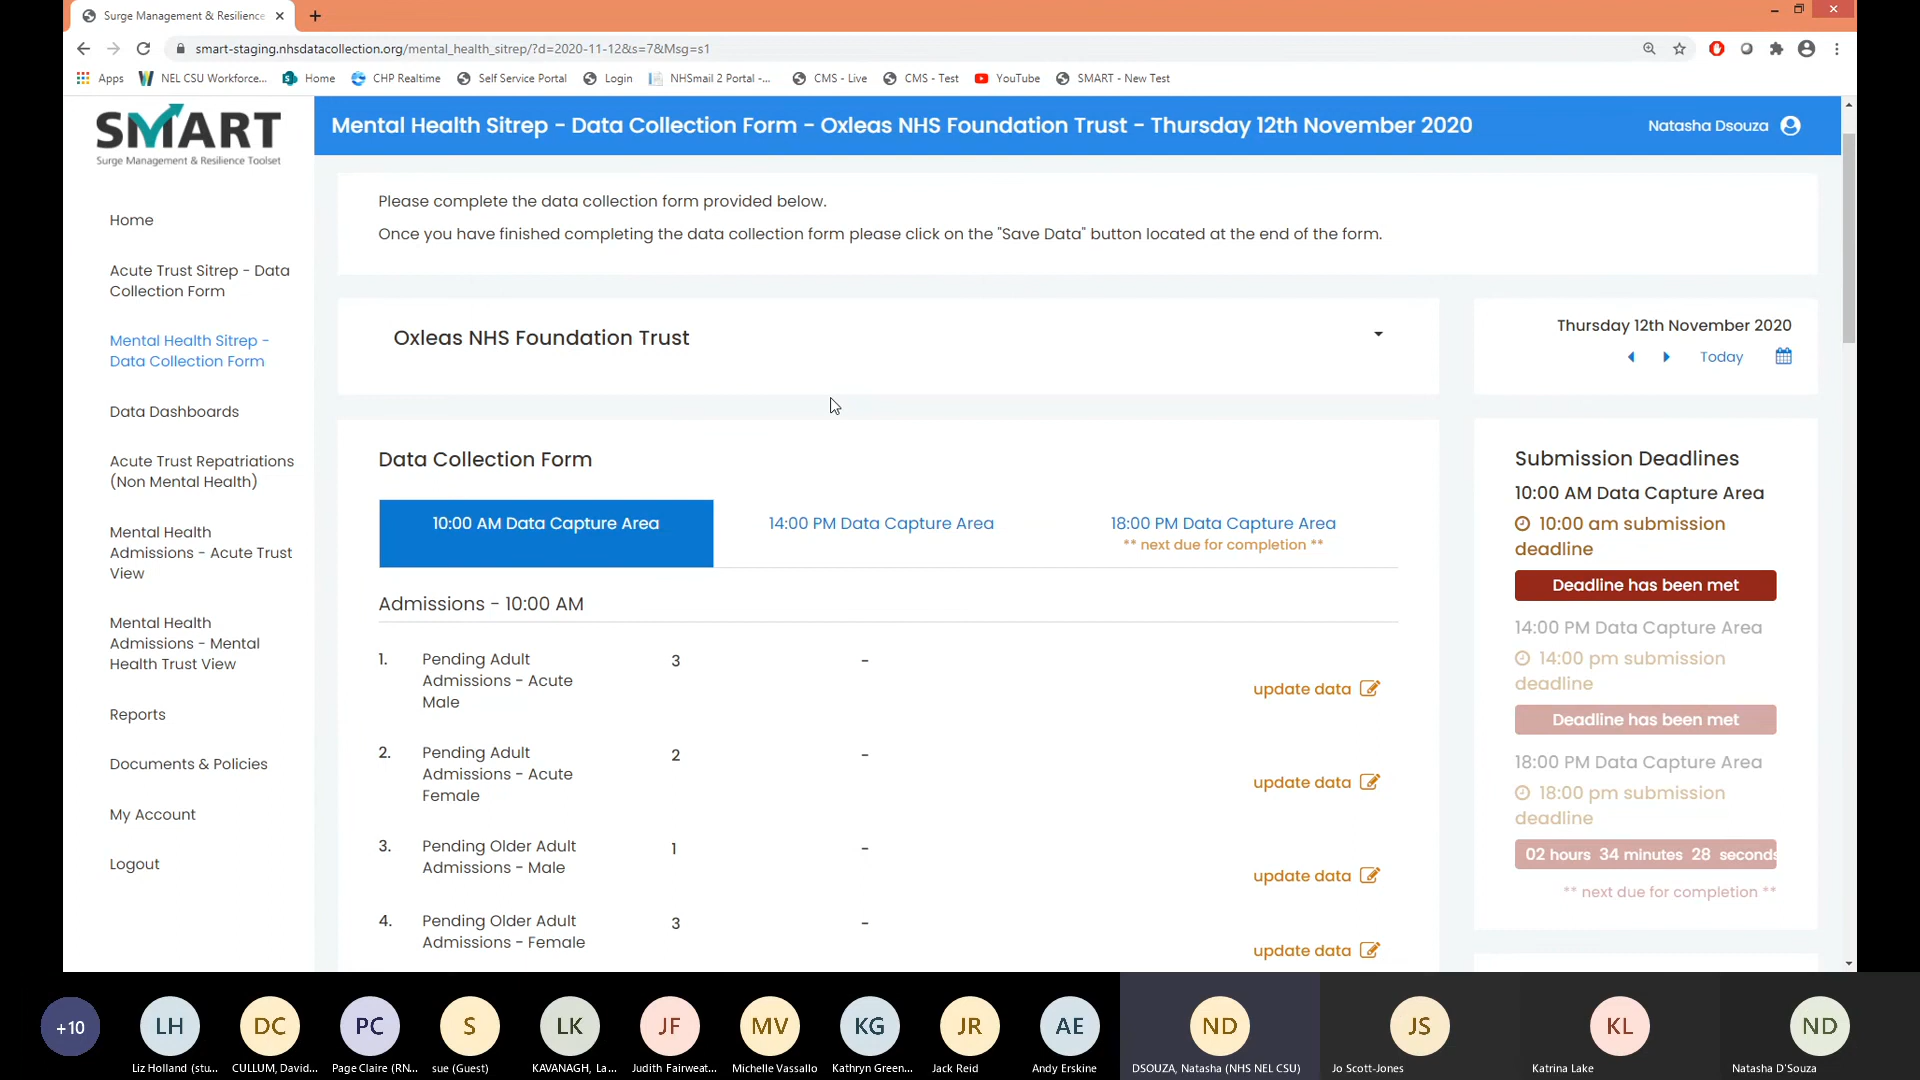 Surge Management & Resilience
smart-staging.nhsdatacollection.org/mental_health_sitrep/?d=2020-11-12&s=7&Msg=s1
Apps NEL CSU Workforce... Home CHP Realtime Self Service Portal Login NHSmail 2 Portal -... CMS - Live CMS - Test YouTube SMART - New Test
SMART
Surge Management & Resilience Toolset
Mental Health Sitrep - Data Collection Form - Oxleas NHS Foundation Trust - Thursday 12th November 2020
Natasha Dsouza
Home
Acute Trust Sitrep - Data
Collection Form
Mental Health Sitrep -
Data Collection Form
Data Dashboards
Acute Trust Repatriations
(Non Mental Health)
Mental Health
Admissions - Acute Trust
View
Mental Health
Admissions - Mental
Health Trust View
Reports
Documents & Policies
My Account
Logout
Please complete the data collection form provided below.
Once you have finished completing the data collection form please click on the "Save Data" button located at the end of the form.
Oxleas NHS Foundation Trust
Thursday 12th November 2020
Today
Data Collection Form
10:00 AM Data Capture Area
14:00 PM Data Capture Area
18:00 PM Data Capture Area
** next due for completion **
Admissions - 10:00 AM
1. Pending Adult
Admissions - Acute
Male
3 -
update data
2. Pending Adult
Admissions - Acute
Female
2 -
update data
3. Pending Older Adult
Admissions - Male
1 -
update data
4. Pending Older Adult
Admissions - Female
3 -
update data
Submission Deadlines
10:00 AM Data Capture Area
10:00 am submission
deadline
Deadline has been met
14:00 PM Data Capture Area
14:00 pm submission
deadline
Deadline has been met
18:00 PM Data Capture Area
18:00 pm submission
deadline
02 hours 34 minutes 28 seconds
** next due for completion **
+10
LH
Liz Holland (stu...
DC
CULLUM, David...
PC
Page Claire (RN...
S
sue (Guest)
LK
KAVANAGH, La...
JF
Judith Fairweat...
MV
Michelle Vassallo
KG
Kathryn Green...
JR
Jack Reid
AE
Andy Erskine
ND
DSOUZA, Natasha (NHS NEL CSU)
JS
Jo Scott-Jones
KL
Katrina Lake
ND
Natasha D'Souza